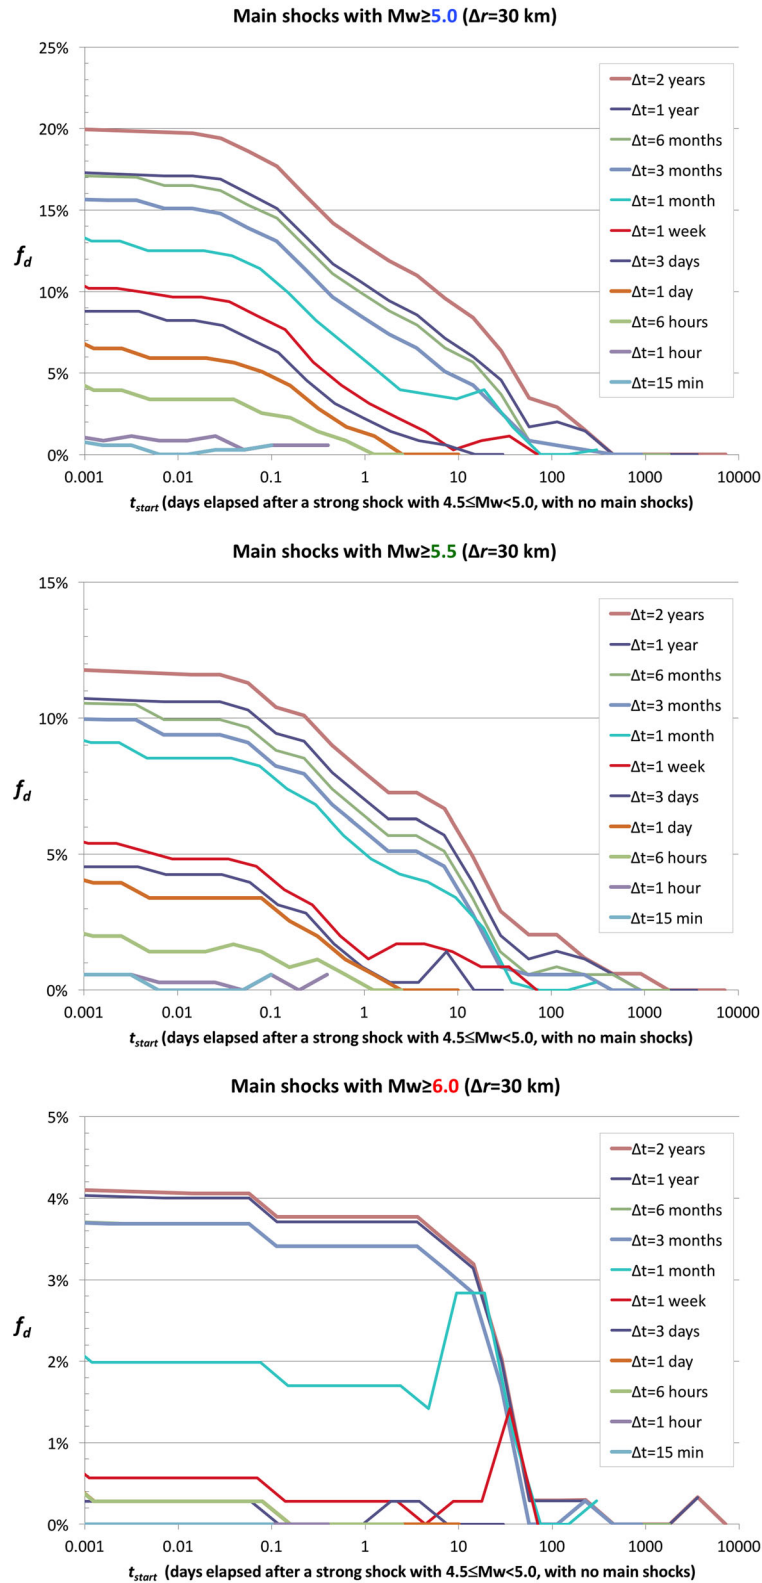 Main shocks with Mw≥5.0 (Δr=30 km)
25%
20%
15%
10%
5%
0%
f_d
Δt=2 years
Δt=1 year
Δt=6 months
Δt=3 months
Δt=1 month
Δt=1 week
Δt=3 days
Δt=1 day
Δt=6 hours
Δt=1 hour
Δt=15 min
0.001 0.01 0.1 1 10 100 1000 10000
t_start (days elapsed after a strong shock with 4.5≤Mw<5.0, with no main shocks)
Main shocks with Mw≥5.5 (Δr=30 km)
15%
10%
5%
0%
f_d
Δt=2 years
Δt=1 year
Δt=6 months
Δt=3 months
Δt=1 month
Δt=1 week
Δt=3 days
Δt=1 day
Δt=6 hours
Δt=1 hour
Δt=15 min
0.001 0.01 0.1 1 10 100 1000 10000
t_start (days elapsed after a strong shock with 4.5≤Mw<5.0, with no main shocks)
Main shocks with Mw≥6.0 (Δr=30 km)
5%
4%
3%
2%
1%
0%
f_d
Δt=2 years
Δt=1 year
Δt=6 months
Δt=3 months
Δt=1 month
Δt=1 week
Δt=3 days
Δt=1 day
Δt=6 hours
Δt=1 hour
Δt=15 min
0.001 0.01 0.1 1 10 100 1000 10000
t_start (days elapsed after a strong shock with 4.5≤Mw<5.0, with no main shocks)